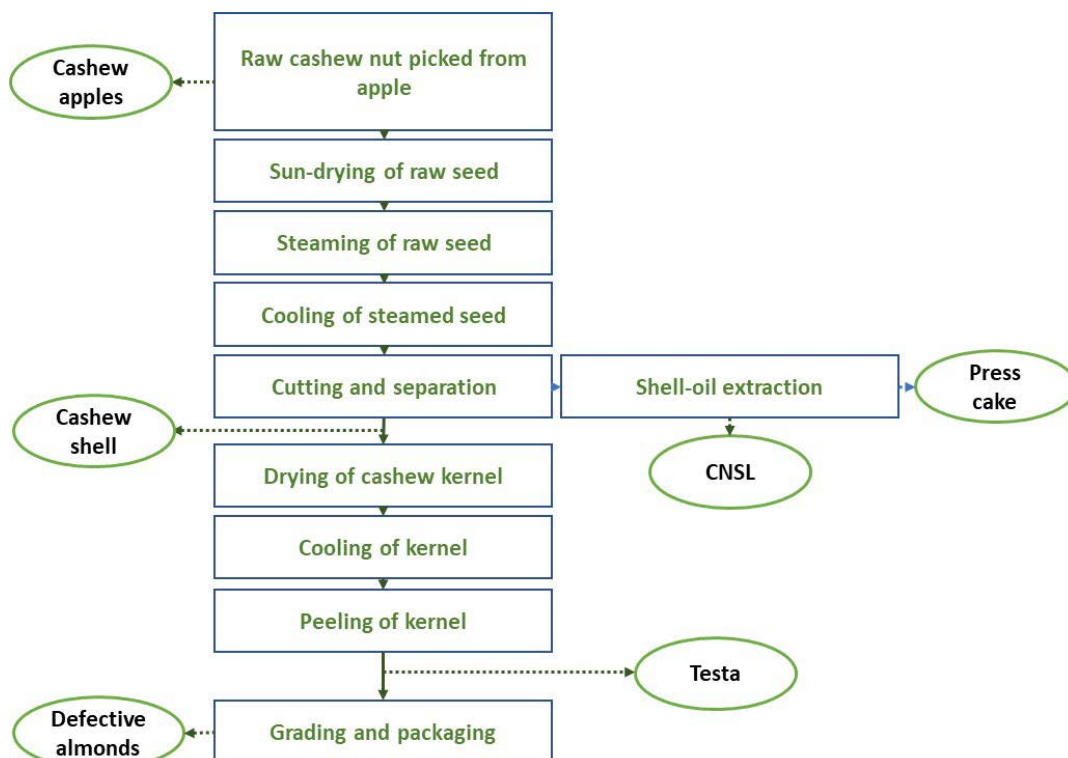 Raw cashew nut picked from
apple
Cashew
apples
Sun-drying of raw seed
Steaming of raw seed
Cooling of steamed seed
Cutting and separation
Shell-oil extraction
Press
cake
Cashew
shell
CNSL
Drying of cashew kernel
Cooling of kernel
Peeling of kernel
Testa
Defective
almonds
Grading and packaging